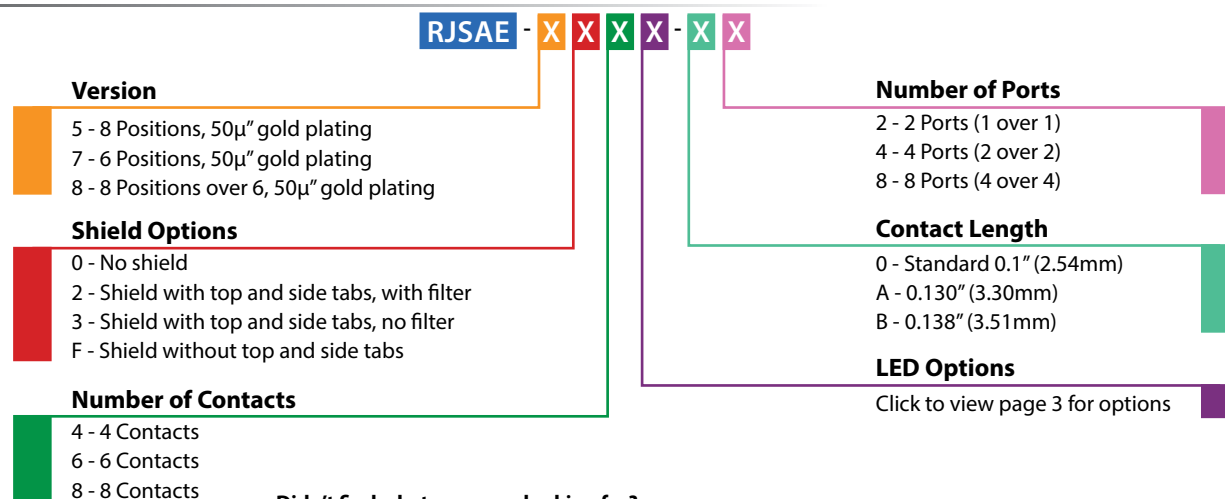 RJSAE - X X X X - X X
Version
5 - 8 Positions, 50µ” gold plating
7 - 6 Positions, 50µ” gold plating
8 - 8 Positions over 6, 50µ” gold plating
Shield Options
0 - No shield
2 - Shield with top and side tabs, with filter
3 - Shield with top and side tabs, no filter
F - Shield without top and side tabs
Number of Contacts
4 - 4 Contacts
6 - 6 Contacts
8 - 8 Contacts
Number of Ports
2 - 2 Ports (1 over 1)
4 - 4 Ports (2 over 2)
8 - 8 Ports (4 over 4)
Contact Length
0 - Standard 0.1” (2.54mm)
A - 0.130” (3.30mm)
B - 0.138” (3.51mm)
LED Options
Click to view page 3 for options